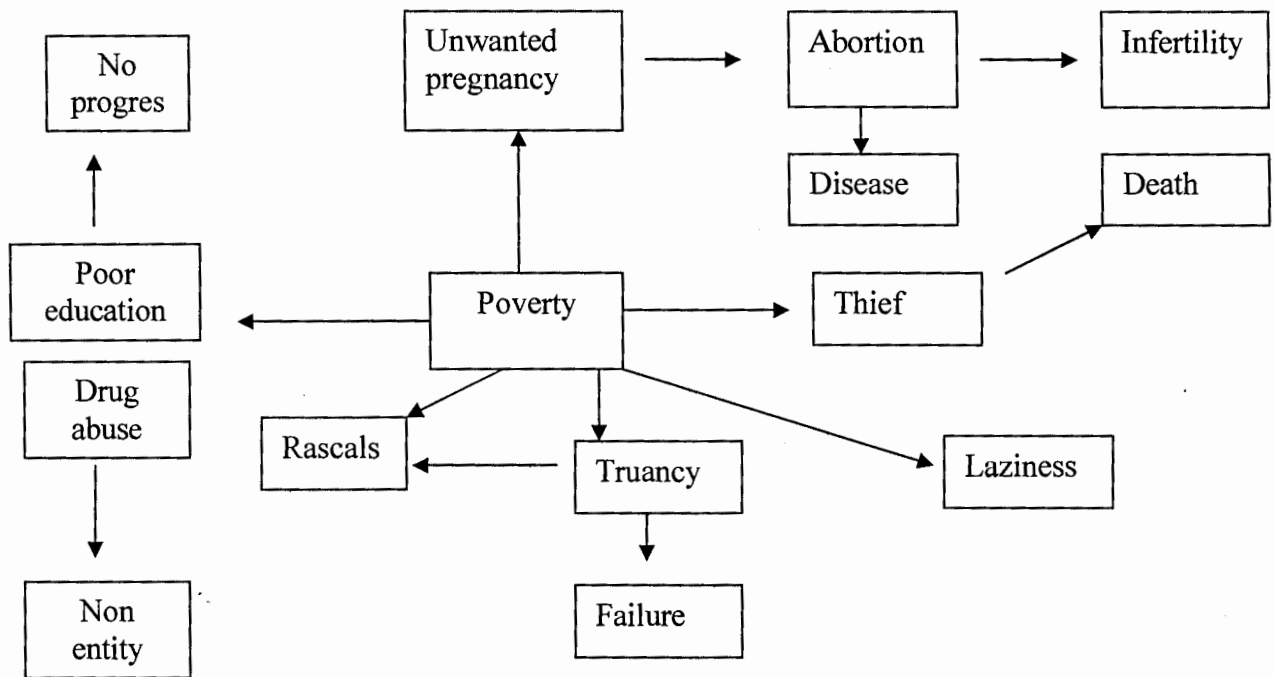 No
progres
Unwanted
pregnancy
Abortion
Infertility
Disease
Death
Poor
education
Poverty
Thief
Drug
abuse
Rascals
Truancy
Laziness
Non
entity
Failure